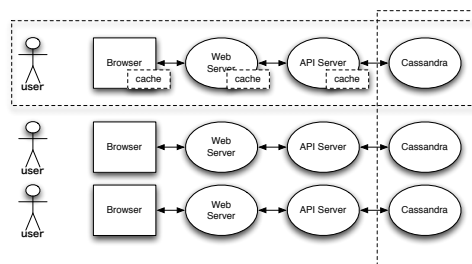 Browser
cache
Web
Server
cache
API Server
cache
Cassandra
user
Browser
Web
Server
API Server
Cassandra
user
Browser
Web
Server
API Server
Cassandra
user